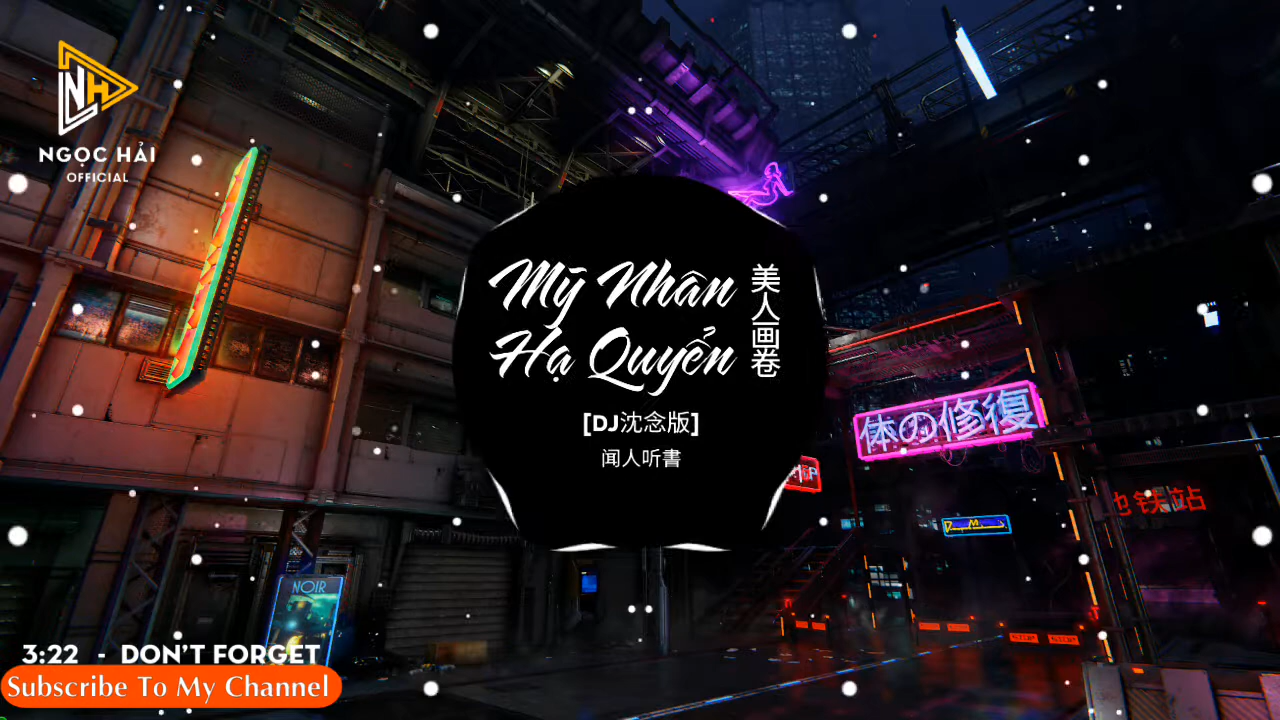 NH
NGỌC HẢI
OFFICIAL
Mỹ Nhân
Hạ Quyển
美人画卷
[DJ沈念版]
闻人听書
体の修復
地铁站
NOIR
3:22 - DON'T FORGET
Subscribe To My Channel